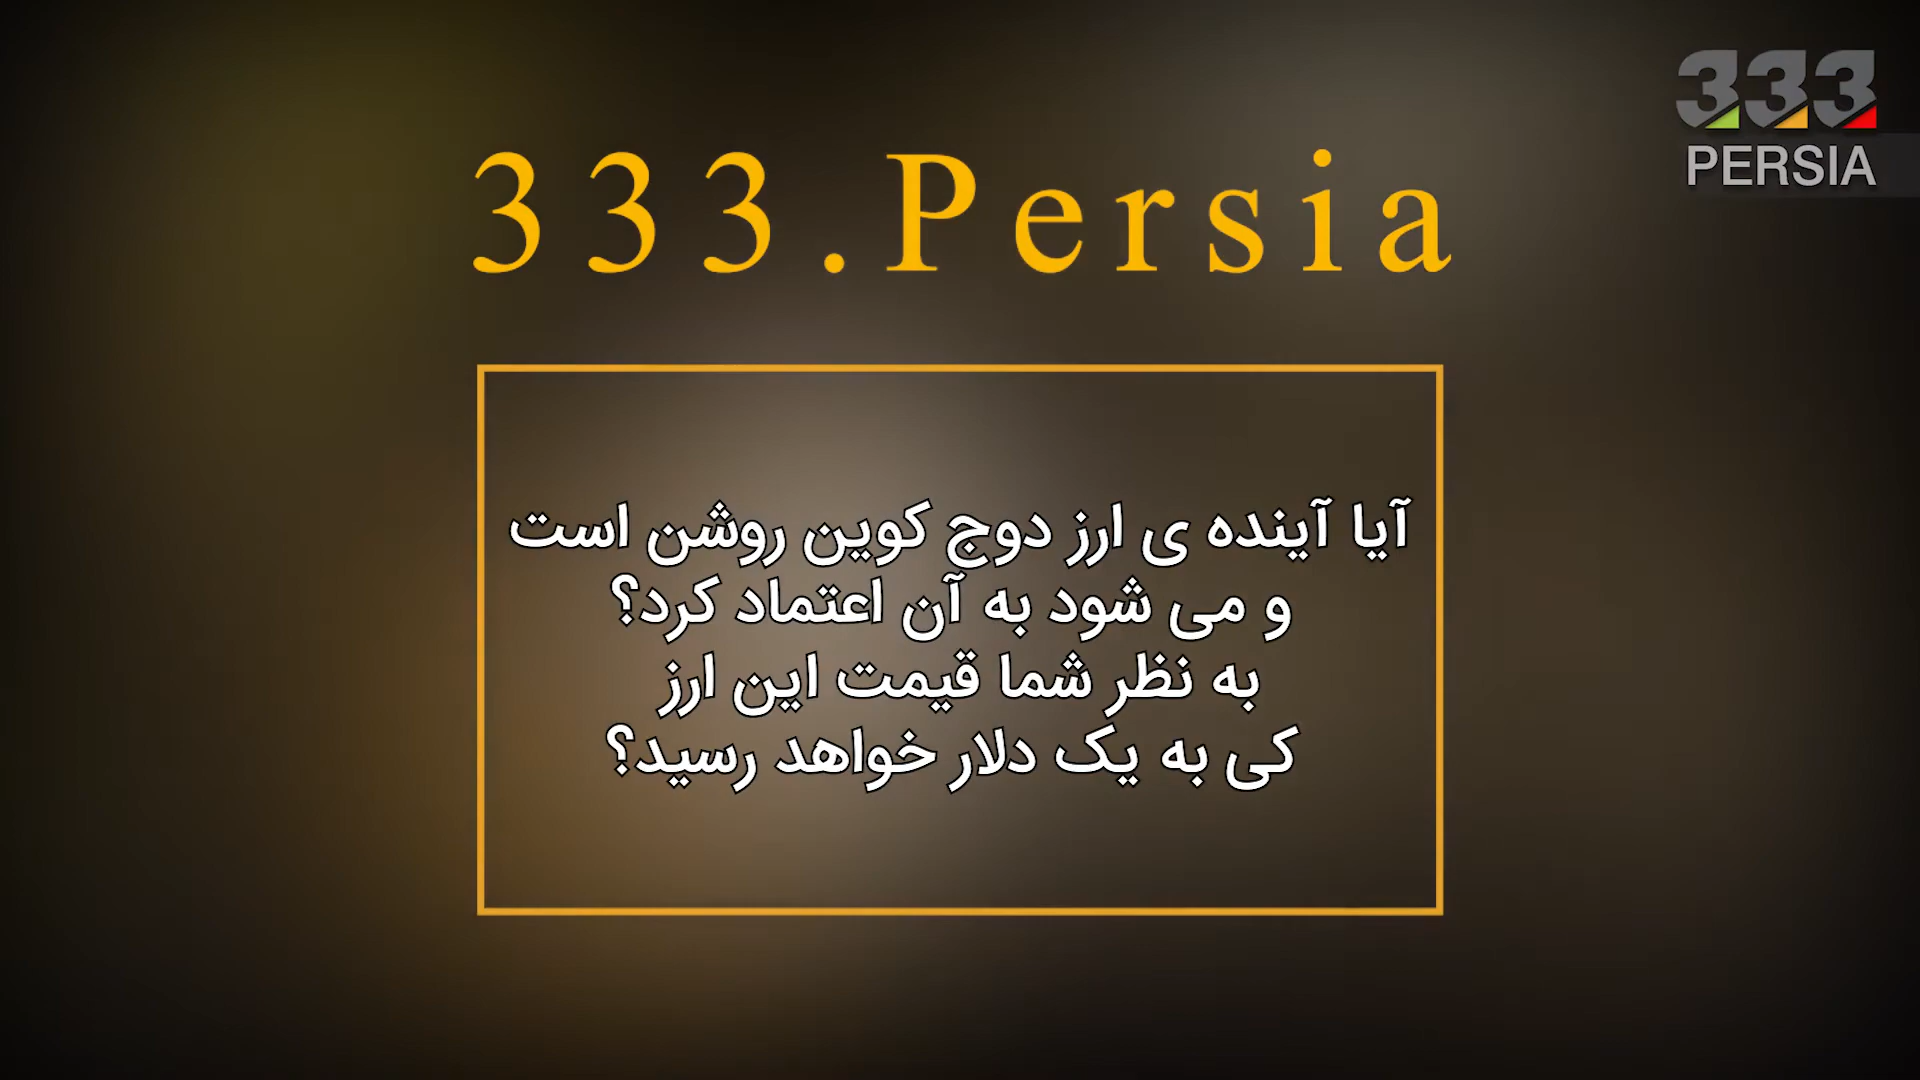 333
PERSIA
333.Persia
آیا آینده ی ارز دوج کوین روشن است
و می شود به آن اعتماد کرد؟
به نظر شما قیمت این ارز
کی به یک دلار خواهد رسید؟